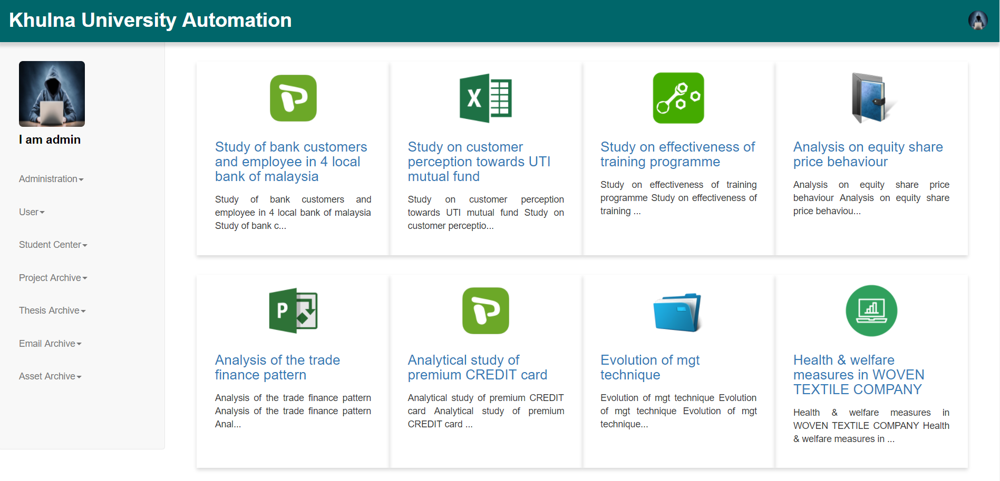 Khulna University Automation
I am admin
Administration
User
Student Center
Project Archive
Thesis Archive
Email Archive
Asset Archive
Study of bank customers
and employee in 4 local
bank of malaysia
Study of bank customers and
employee in 4 local bank of malaysia
Study of bank c...
X
Study on customer
perception towards UTI
mutual fund
Study on customer perception
towards UTI mutual fund Study on
customer perceptio...
Study on effectiveness of
training programme
Study on effectiveness of training
programme Study on effectiveness of
training ...
Analysis on equity share
price behaviour
Analysis on equity share price
behaviour Analysis on equity share
price behaviou...
P
Analysis of the trade
finance pattern
Analysis of the trade finance pattern
Analysis of the trade finance pattern
Anal...
Analytical study of
premium CREDIT card
Analytical study of premium CREDIT
card Analytical study of premium
CREDIT card ...
Evolution of mgt
technique
Evolution of mgt technique Evolution
of mgt technique Evolution of mgt
technique...
Health & welfare
measures in WOVEN
TEXTILE COMPANY
Health & welfare measures in
WOVEN TEXTILE COMPANY Health
& welfare measures in ...